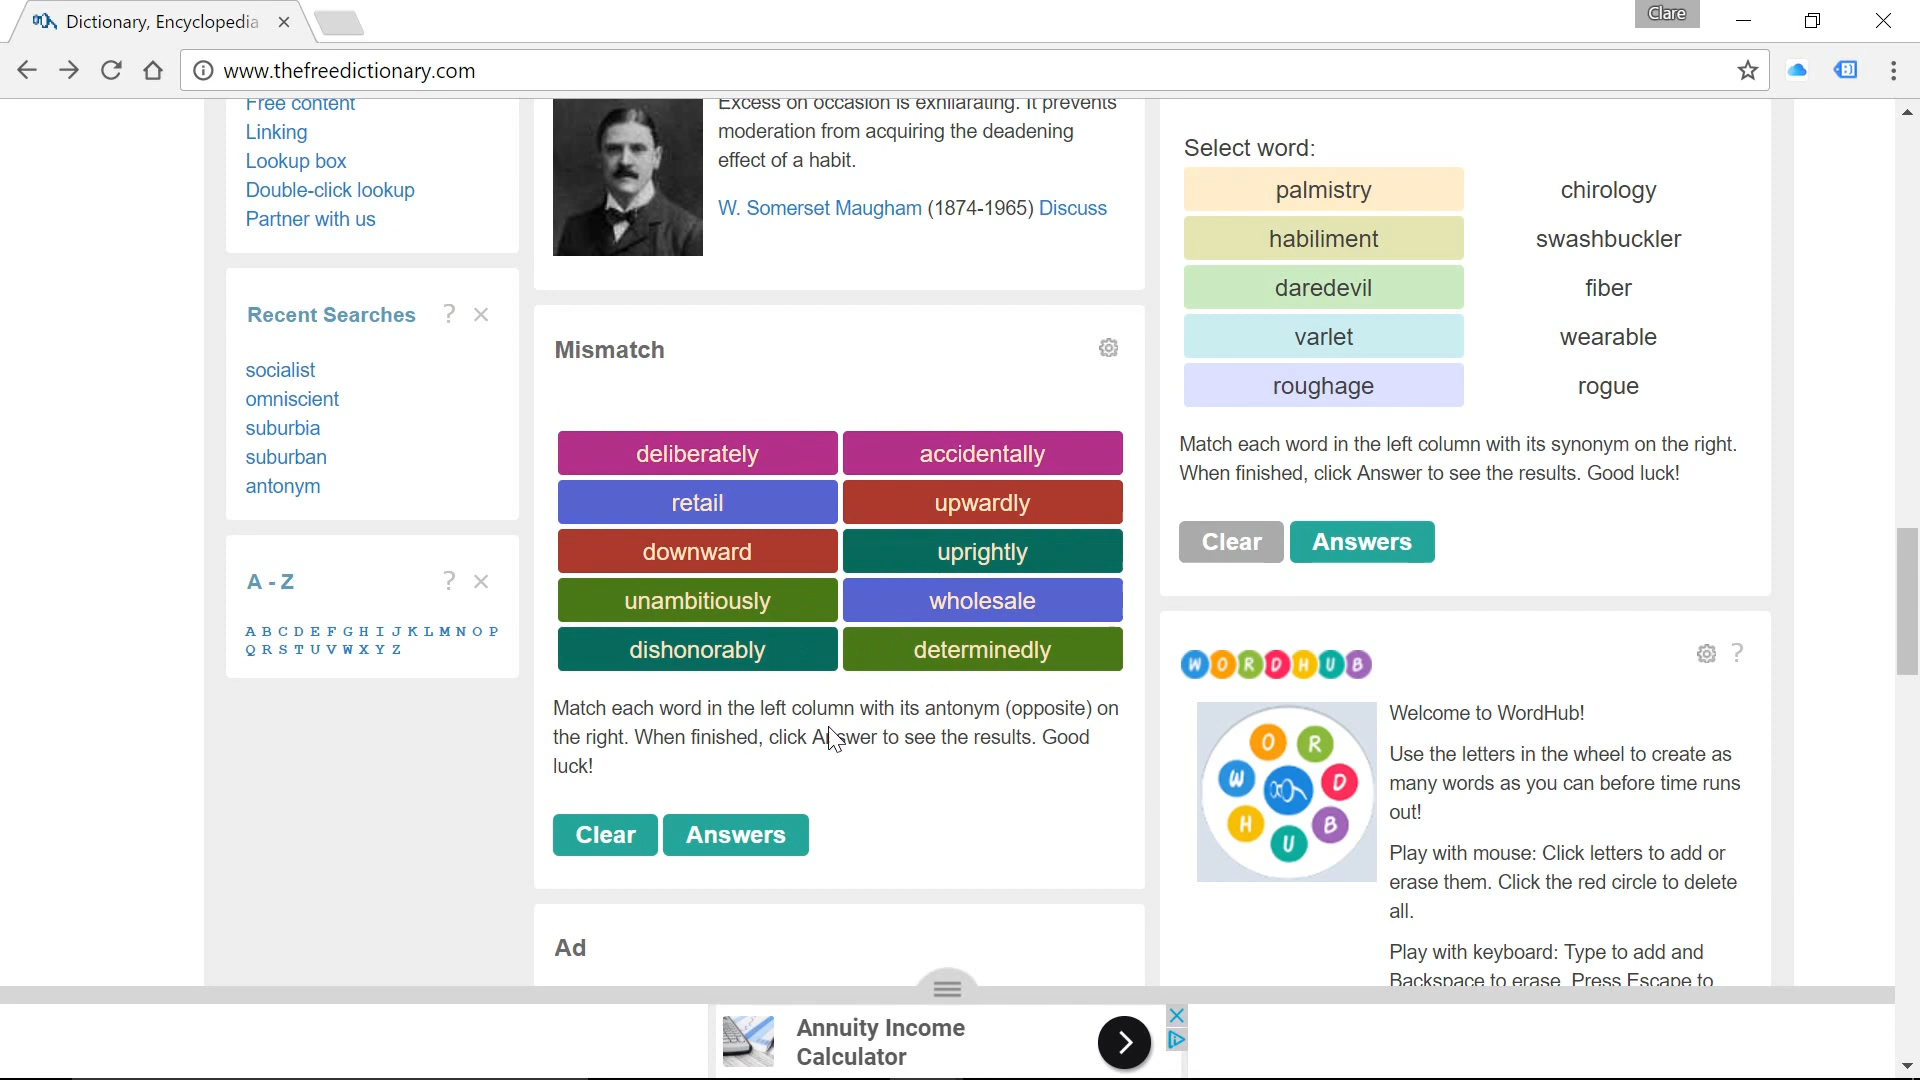 Dictionary, Encyclopedia
Clare
www.thefreedictionary.com
Free content
Linking
Lookup box
Double-click lookup
Partner with us
Recent Searches ?
socialist
omniscient
suburbia
suburban
antonym
A - Z ?
A B C D E F G H I J K L M N O P
Q R S T U V W X Y Z
Excess on occasion is exhilarating. It prevents
moderation from acquiring the deadening
effect of a habit.
W. Somerset Maugham (1874-1965) Discuss
Mismatch
deliberately accidentally
retail upwardly
downward uprightly
unambitiously wholesale
dishonorably determinedly
Match each word in the left column with its antonym (opposite) on
the right. When finished, click Answer to see the results. Good
luck!
Clear Answers
Ad
Select word:
palmistry chirology
habiliment swashbuckler
daredevil fiber
varlet wearable
roughage rogue
Match each word in the left column with its synonym on the right.
When finished, click Answer to see the results. Good luck!
Clear Answers
WORDHUB ?
O R
W D
H B
U
Welcome to WordHub!
Use the letters in the wheel to create as
many words as you can before time runs
out!
Play with mouse: Click letters to add or
erase them. Click the red circle to delete
all.
Play with keyboard: Type to add and
Backspace to erase. Press Escape to
Annuity Income
Calculator